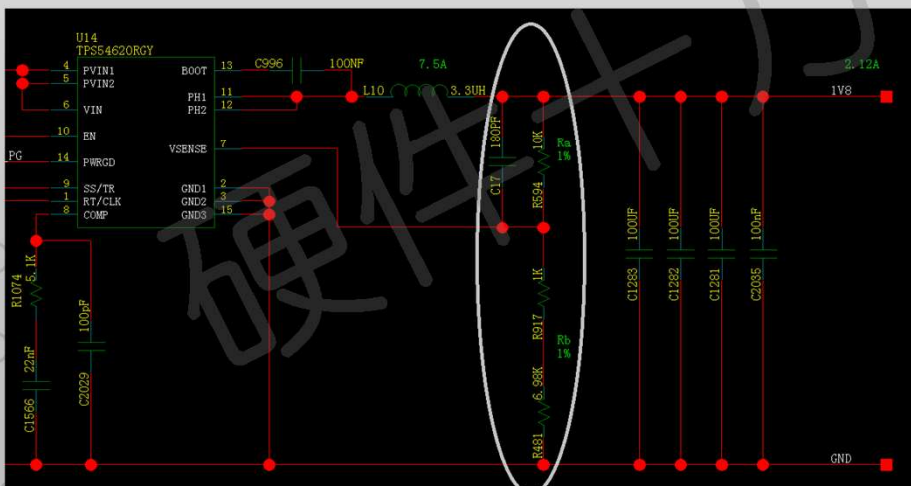 U14
TPS54620RGY
4 PVIN1
5 PVIN2
6 VIN
10 EN
_PG
14 PWRGD
9 SS/TR
1 RT/CLK
8 COMP
BOOT 13
PH1 11
PH2 12
VSENSE 7
GND1 2
GND2 3
GND3 15
C996
100NF
L10
7.5A
3.3UH
180PF
C17
10K
R594
Ra
1%
1K
R917
Rb
1%
6.98K
R481
100UF
C1283
100UF
C1282
100UF
C1281
100nF
C2035
2.12A
1V8
GND
R1074
5.1K
22nF
C1566
100pF
C2029
硬件十万